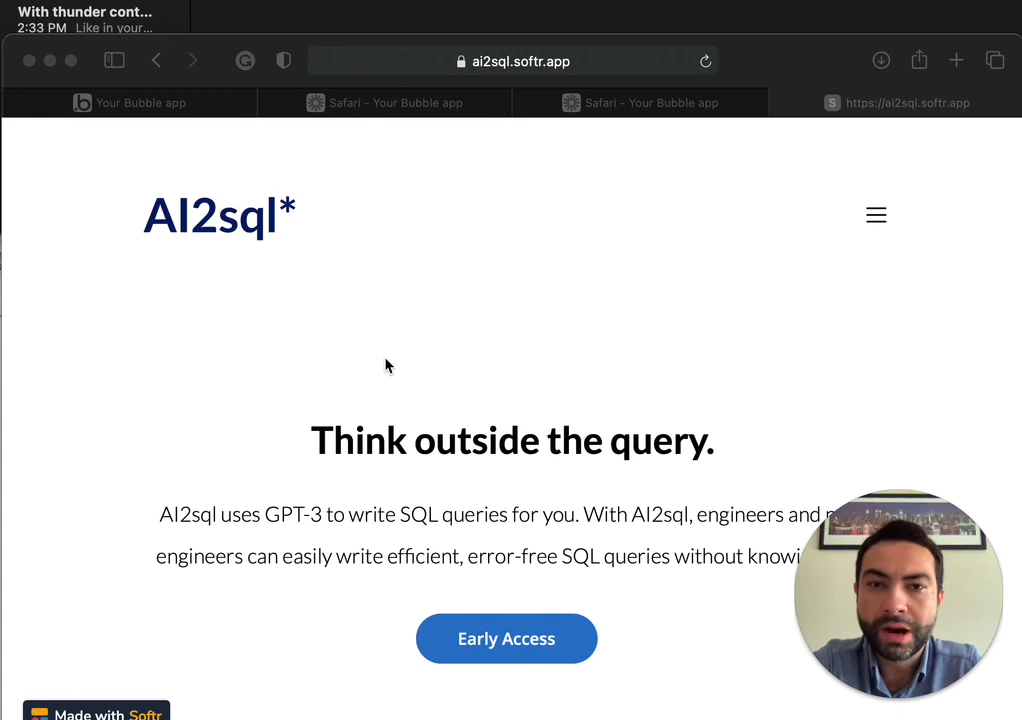 With thunder cont...
2:33 PM Like in your...
ai2sql.softr.app
Your Bubble app
Safari - Your Bubble app
Safari - Your Bubble app
S https://ai2sql.softr.app
AI2sql*
Think outside the query.
AI2sql uses GPT-3 to write SQL queries for you. With AI2sql, engineers and
engineers can easily write efficient, error-free SQL queries without knowi
Early Access
Made with Softr